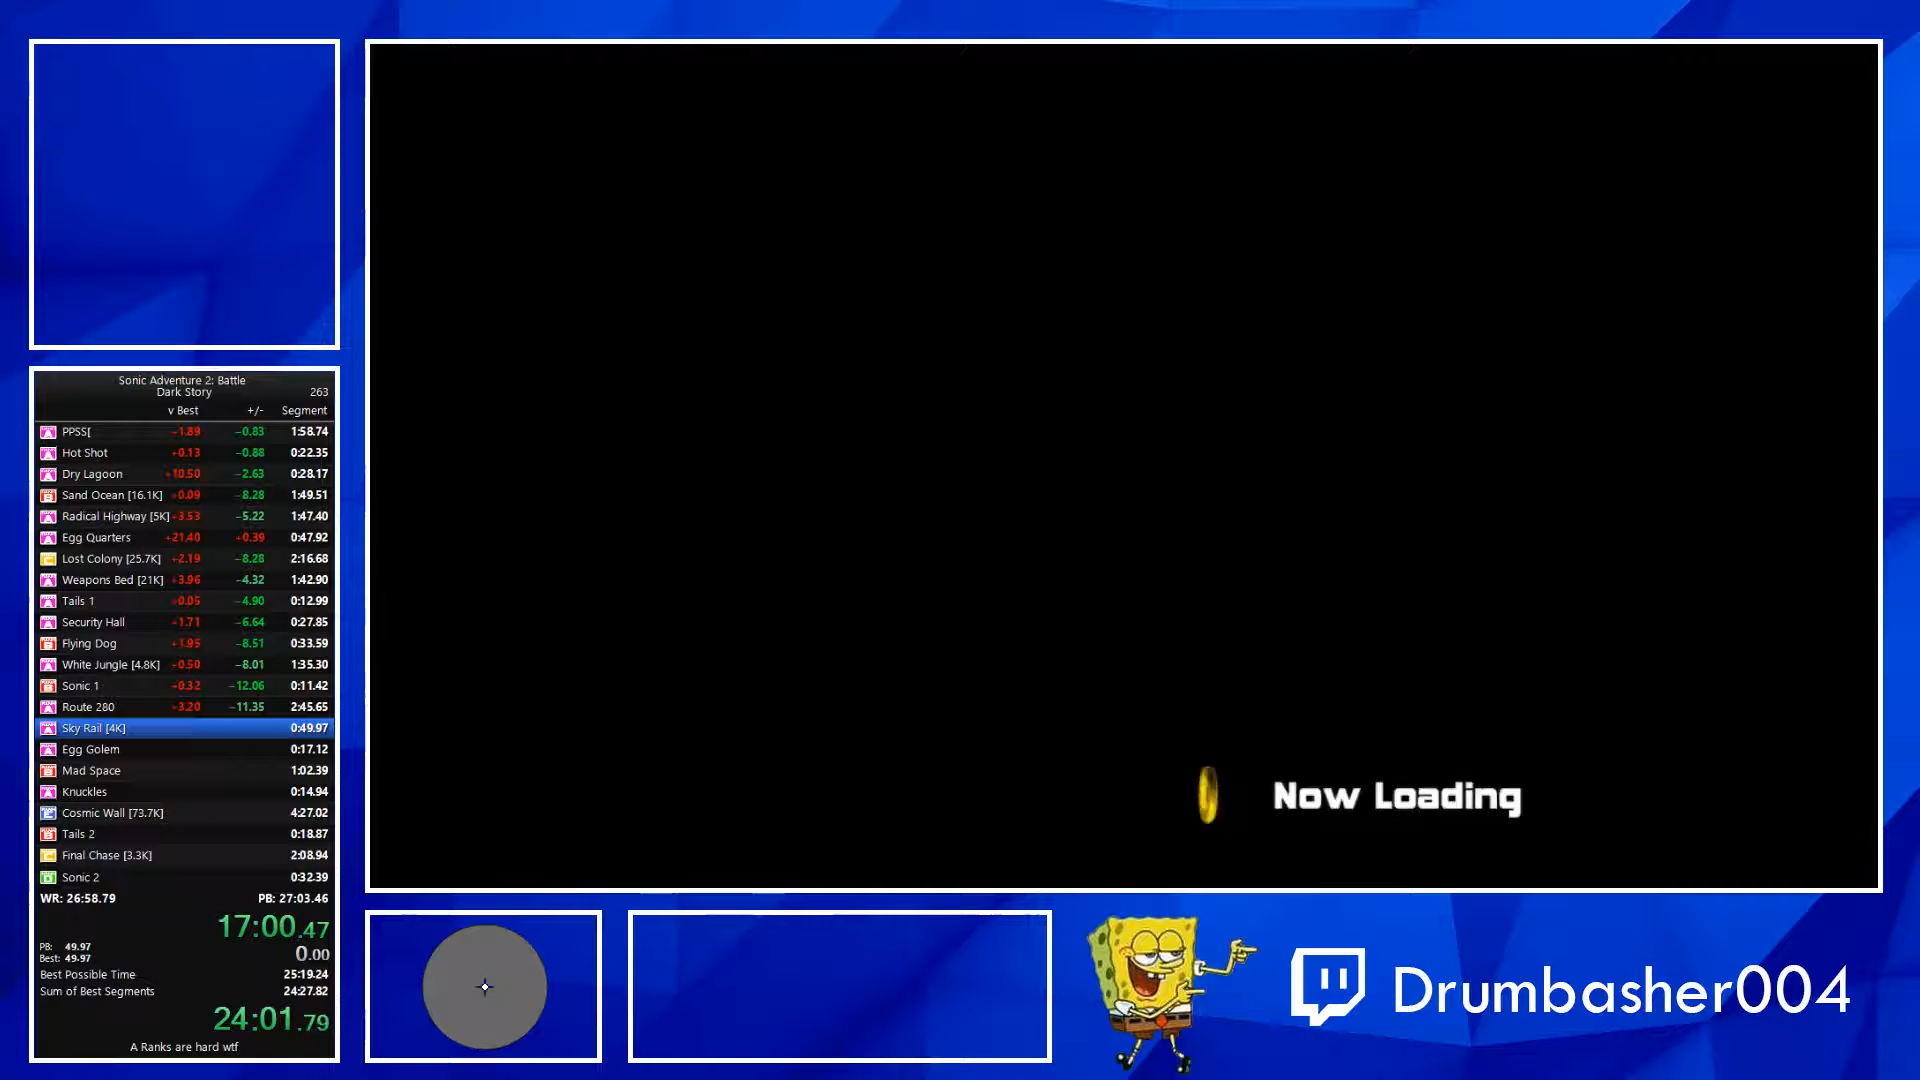 Sonic Adventure 2: Battle
Dark Story 263
v Best +/- Segment
PPSS[ -1.89 -0.83 1:58.74
Hot Shot +0.13 -0.88 0:22.35
Dry Lagoon +10.50 -2.63 0:28.17
Sand Ocean [16.1K] +0.09 -8.28 1:49.51
Radical Highway [5K] +3.53 -5.22 1:47.40
Egg Quarters +21.40 +0.39 0:47.92
Lost Colony [25.7K] +2.19 -8.28 2:16.68
Weapons Bed [21K] +3.96 -4.32 1:42.90
Tails 1 +0.05 -4.90 0:12.99
Security Hall +1.71 -6.64 0:27.85
Flying Dog +1.95 -8.51 0:33.59
White Jungle [4.8K] +0.50 -8.01 1:35.30
Sonic 1 +0.32 -12.06 0:11.42
Route 280 +3.20 -11.35 2:45.65
Sky Rail [4K] 0:49.97
Egg Golem 0:17.12
Mad Space 1:02.39
Knuckles 0:14.94
Cosmic Wall [73.7K] 4:27.02
Tails 2 0:18.87
Final Chase [3.3K] 2:08.94
Sonic 2 0:32.39
WR: 26:58.79 PB: 27:03.46
17:00.47
PB: 49.97
Best: 49.97
0.00
Best Possible Time 25:19.24
Sum of Best Segments 24:27.82
24:01.79
A Ranks are hard wtf
Now Loading
Drumbasher004